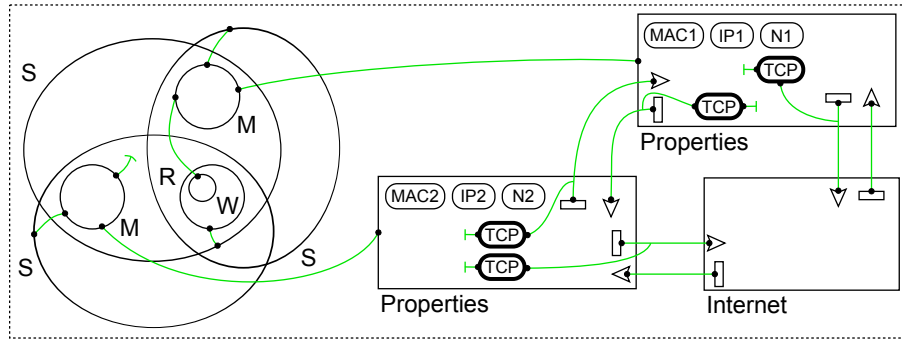 MAC1 IP1 N1
S
TCP
TCP
M
Properties
R
MAC2 IP2 N2
W
M
TCP
S
S
TCP
Properties
Internet